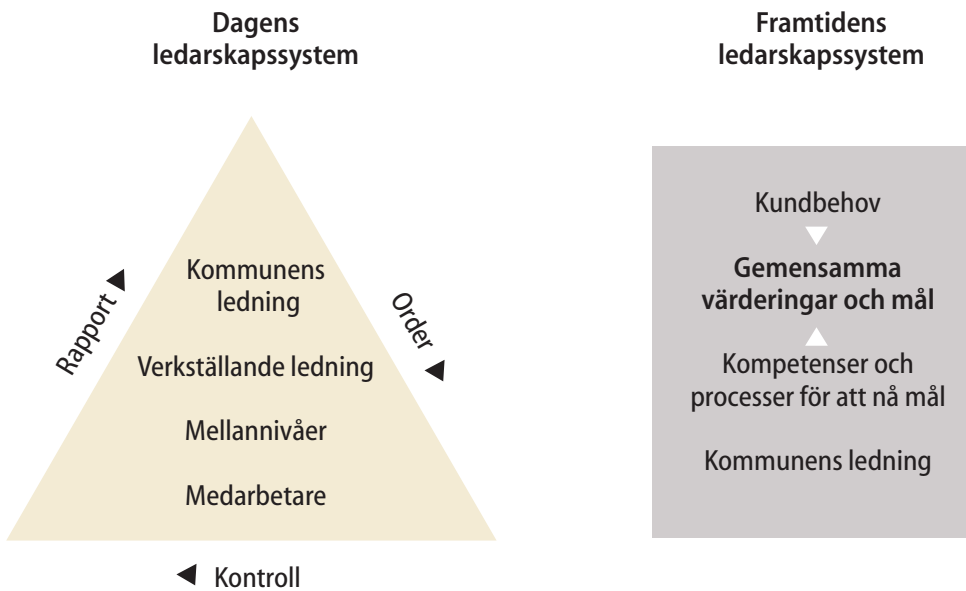 Dagens
ledarskapssystem
Kommunens
ledning
Verkställande ledning
Mellannivåer
Medarbetare
Rapport
Order
Kontroll
Framtidens
ledarskapssystem
Kundbehov
Gemensamma
värderingar och mål
Kompetenser och
processer för att nå mål
Kommunens ledning